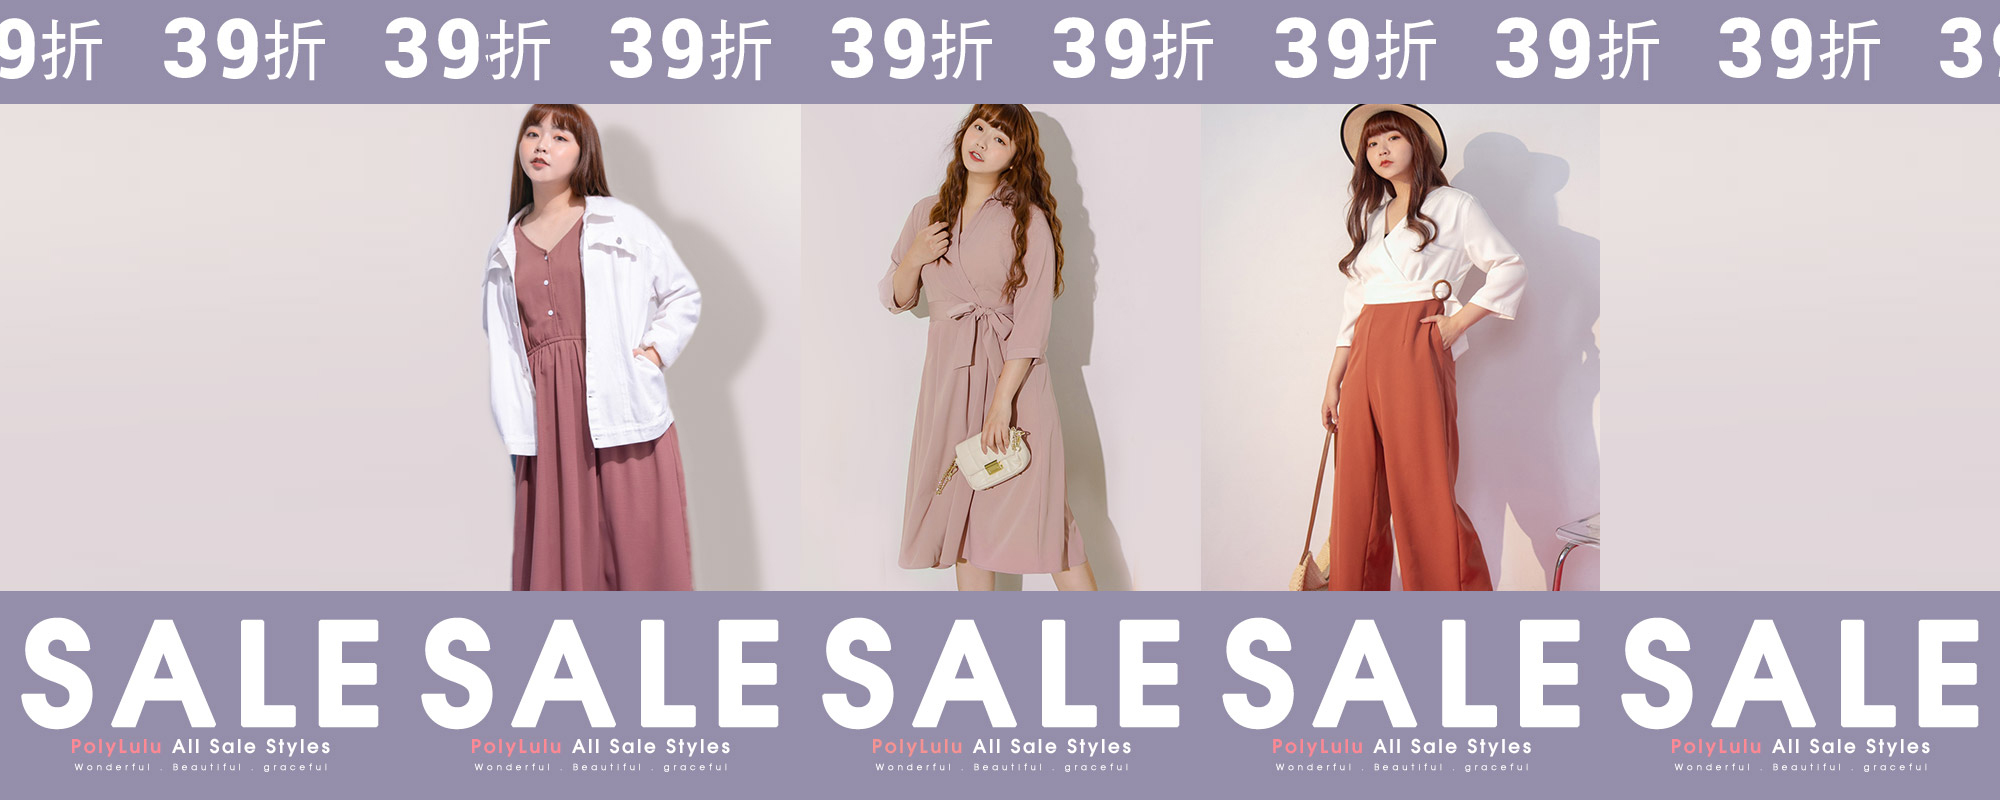 9折 39折 39折 39折 39折 39折 39折 39折 39折 39
SALE SALE SALE SALE SALE
PolyLulu All Sale Styles PolyLulu All Sale Styles PolyLulu All Sale Styles PolyLulu All Sale Styles PolyLulu All Sale Styles
Wonderful . Beautiful . graceful Wonderful . Beautiful . graceful Wonderful . Beautiful . graceful Wonderful . Beautiful . graceful Wonderful . Beautiful . graceful